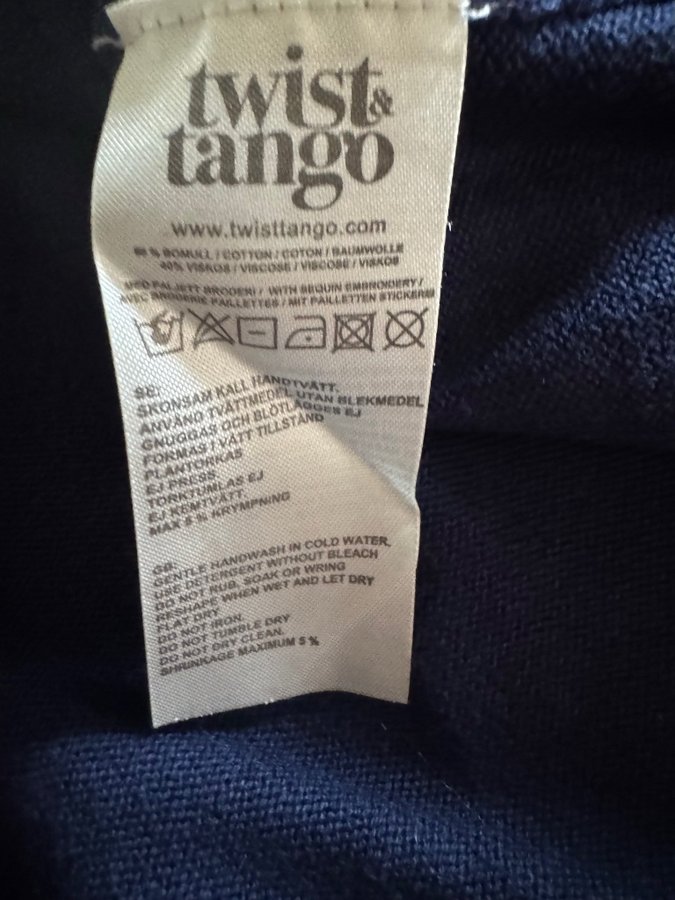 twist &
tango
www.twisttango.com
60 % BOMULL / COTTON / COTON / BAUMWOLLE
40% VISKOS / VISCOSE / VISCOSE / VISKOS
MED PALJETT BRODERI / WITH SEQUIN EMBROIDERY /
AVEC BRODERIE PAILLETTES / MIT PAILLETTEN STICKEREI
SE:
SKONSAM KALL HANDTVÄTT.
ANVÄND TVÄTTMEDEL UTAN BLEKMEDEL
GNUGGAS OCH BLÖTLÄGGES EJ
FORMAS I VÅT TILLSTÅND
PLANTORKAS
EJ PRESS
TORKTUMLAS EJ
EJ KEMTVÄTT.
MAX 5 % KRYMPNING
GB:
GENTLE HANDWASH IN COLD WATER.
USE DETERGENT WITHOUT BLEACH
DO NOT RUB, SOAK OR WRING
RESHAPE WHEN WET AND LET DRY
FLAT DRY
DO NOT IRON.
DO NOT TUMBLE DRY
DO NOT DRY CLEAN.
SHRINKAGE MAXIMUM 5 %